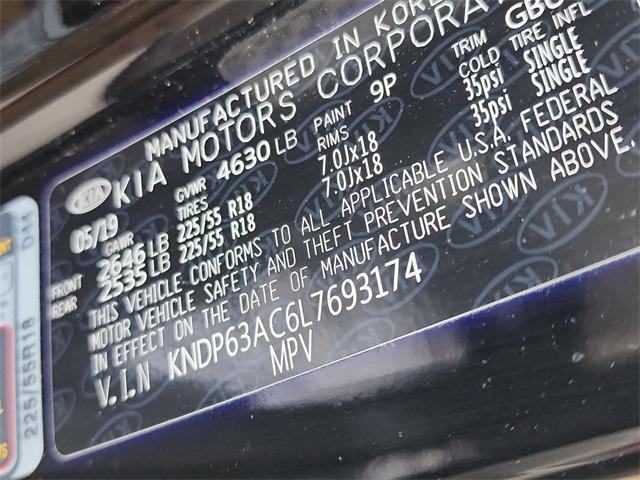 MANUFACTURED IN KOREA
KIA MOTORS CORPORA
05/19 GVWR 4630 LB PAINT 9P TRIM GBU
GAWR TIRES RIMS COLD TIRE INFL
FRONT 2646 LB 225/55 R18 7.0Jx18 35psi SINGLE
REAR 2535 LB 225/55 R18 7.0Jx18 35psi SINGLE
THIS VEHICLE CONFORMS TO ALL APPLICABLE U.S.A. FEDERAL
MOTOR VEHICLE SAFETY AND THEFT PREVENTION STANDARDS
IN EFFECT ON THE DATE OF MANUFACTURE SHOWN ABOVE.
V.I.N KNDP63AC6L7693174
MPV
225/55R18